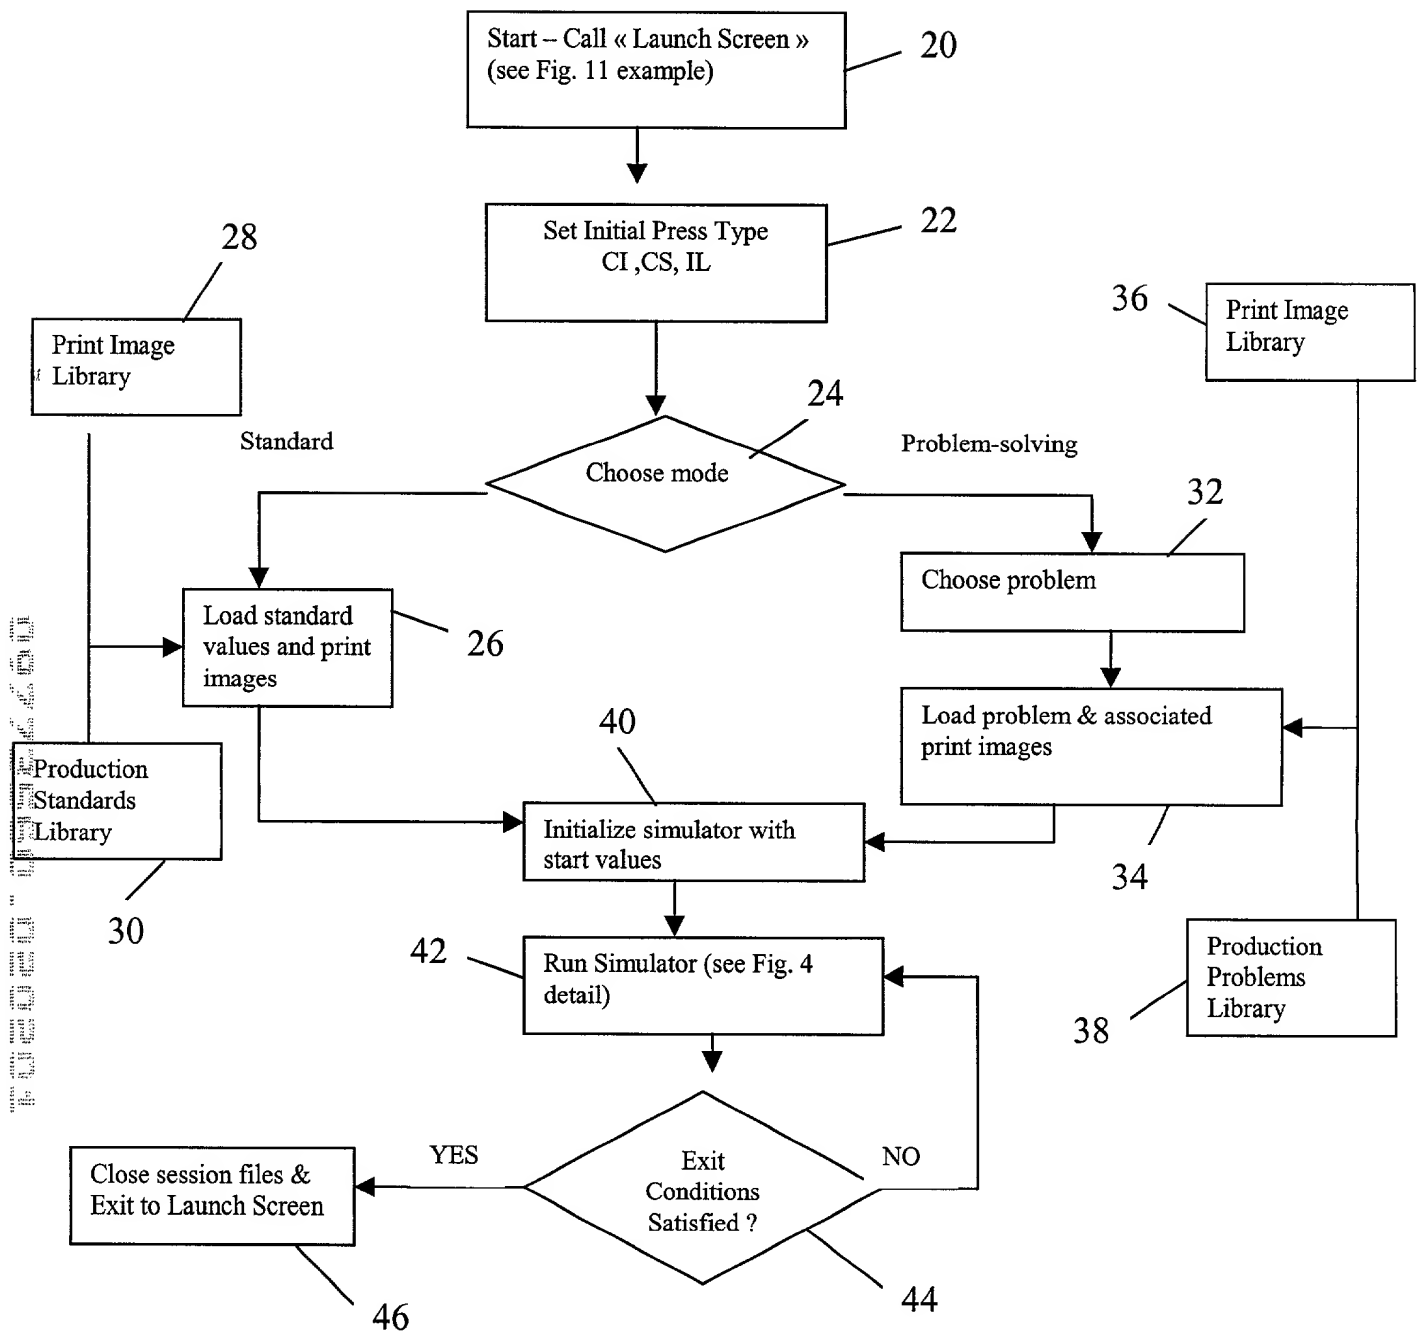 Start – Call « Launch Screen »
(see Fig. 11 example)
20
Set Initial Press Type
CI ,CS, IL
22
28
Print Image
Library
36
Print Image
Library
24
Standard
Choose mode
Problem-solving
32
Choose problem
Load standard
values and print
images
26
Load problem & associated
print images
34
40
Production
Standards
Library
30
Initialize simulator with
start values
42
Run Simulator (see Fig. 4
detail)
Production
Problems
Library
38
YES
Exit
Conditions
Satisfied ?
NO
44
Close session files &
Exit to Launch Screen
46